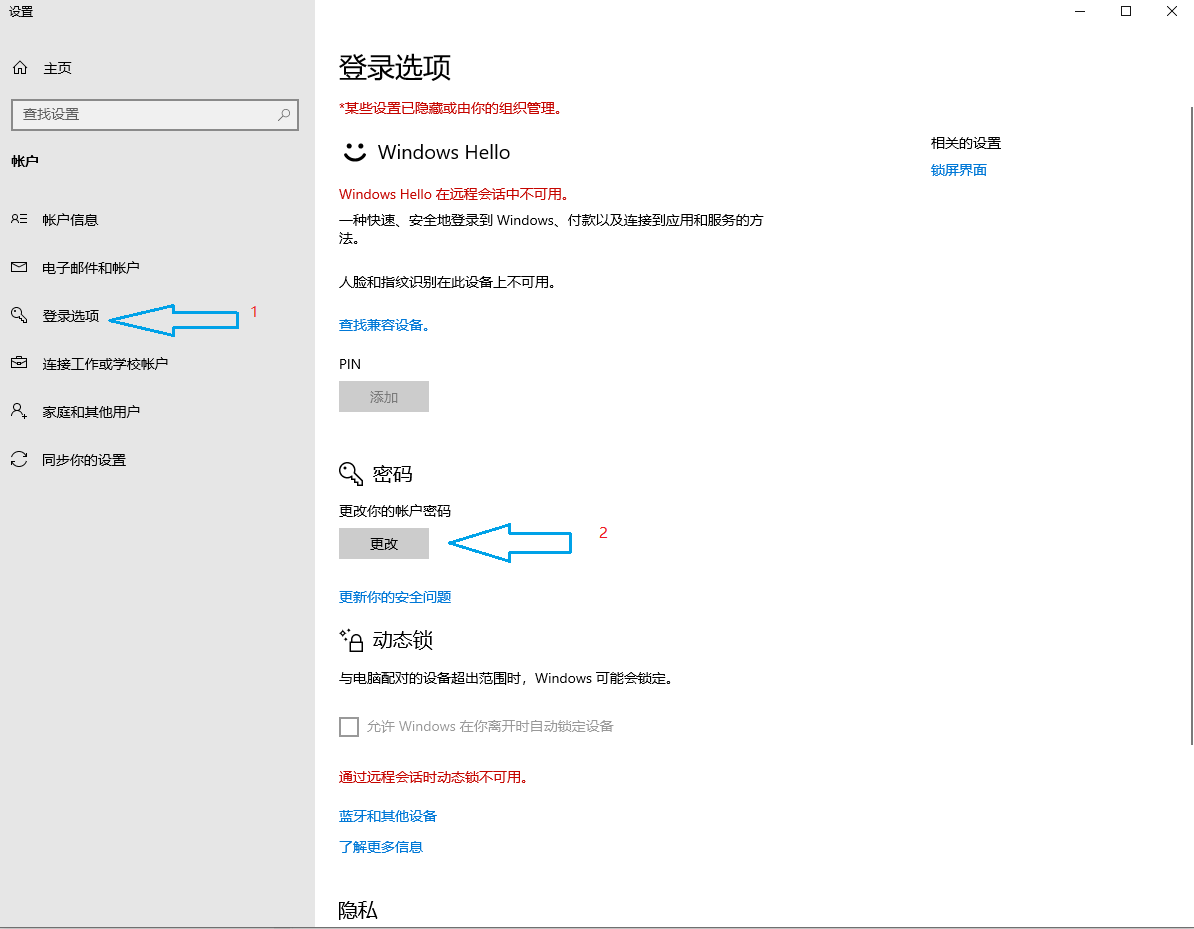 设置
主页
查找设置
帐户
帐户信息
电子邮件和帐户
登录选项
1
连接工作或学校帐户
家庭和其他用户
同步你的设置
登录选项
*某些设置已隐藏或由你的组织管理。
Windows Hello
Windows Hello 在远程会话中不可用。
一种快速、安全地登录到 Windows、付款以及连接到应用和服务的方
法。
人脸和指纹识别在此设备上不可用。
查找兼容设备。
PIN
添加
密码
更改你的帐户密码
更改
2
更新你的安全问题
动态锁
与电脑配对的设备超出范围时，Windows 可能会锁定。
允许 Windows 在你离开时自动锁定设备
通过远程会话时动态锁不可用。
蓝牙和其他设备
了解更多信息
隐私
相关的设置
锁屏界面